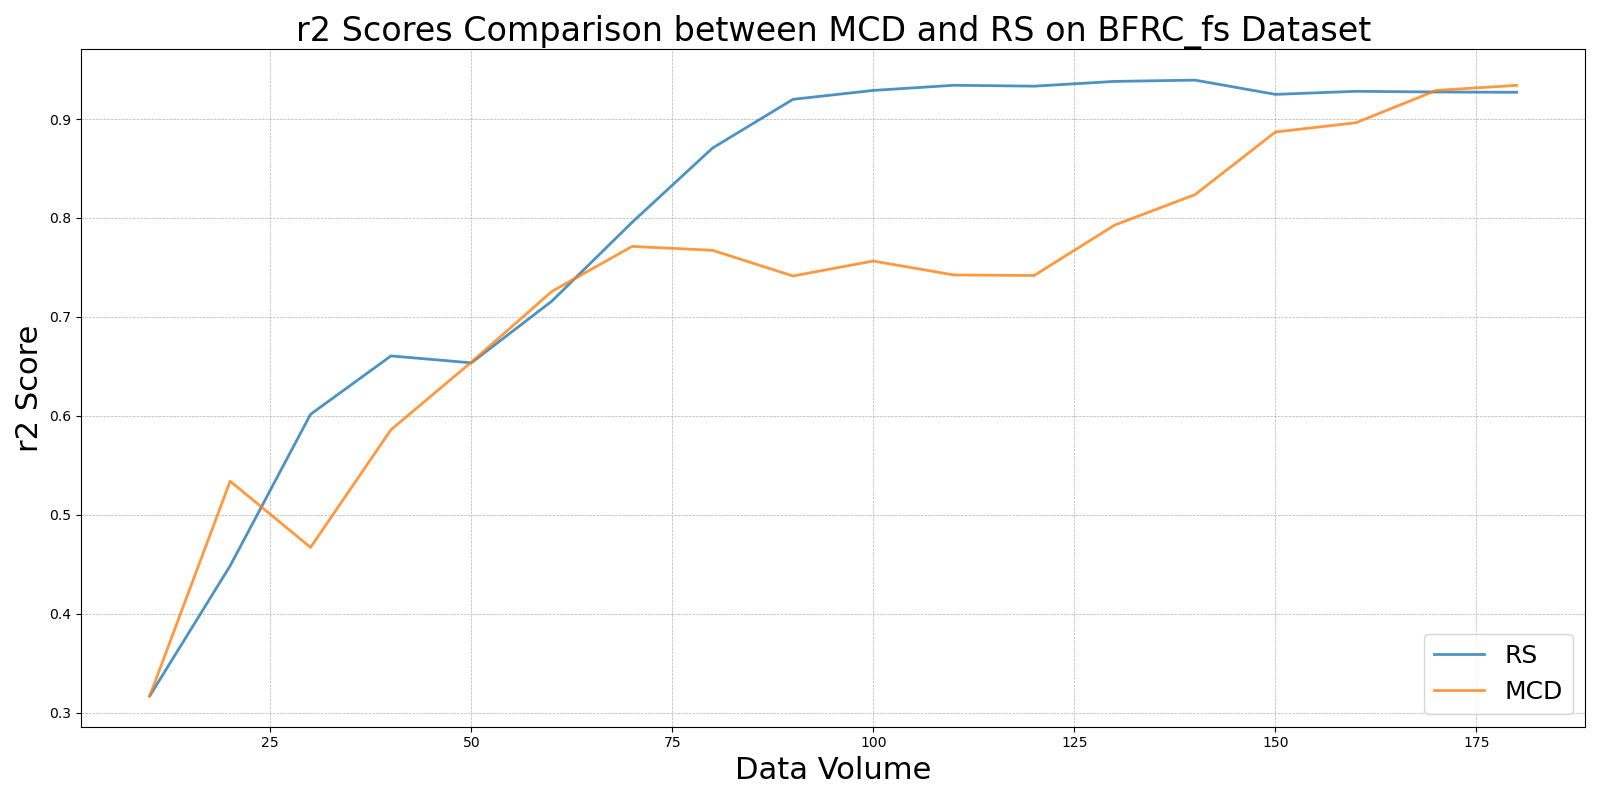 r2 Scores Comparison between MCD and RS on BFRC_fs Dataset
r2 Score
0.9
0.8
0.7
0.6
0.5
0.4
0.3
25 50 75 100 125 150 175
Data Volume
RS
MCD